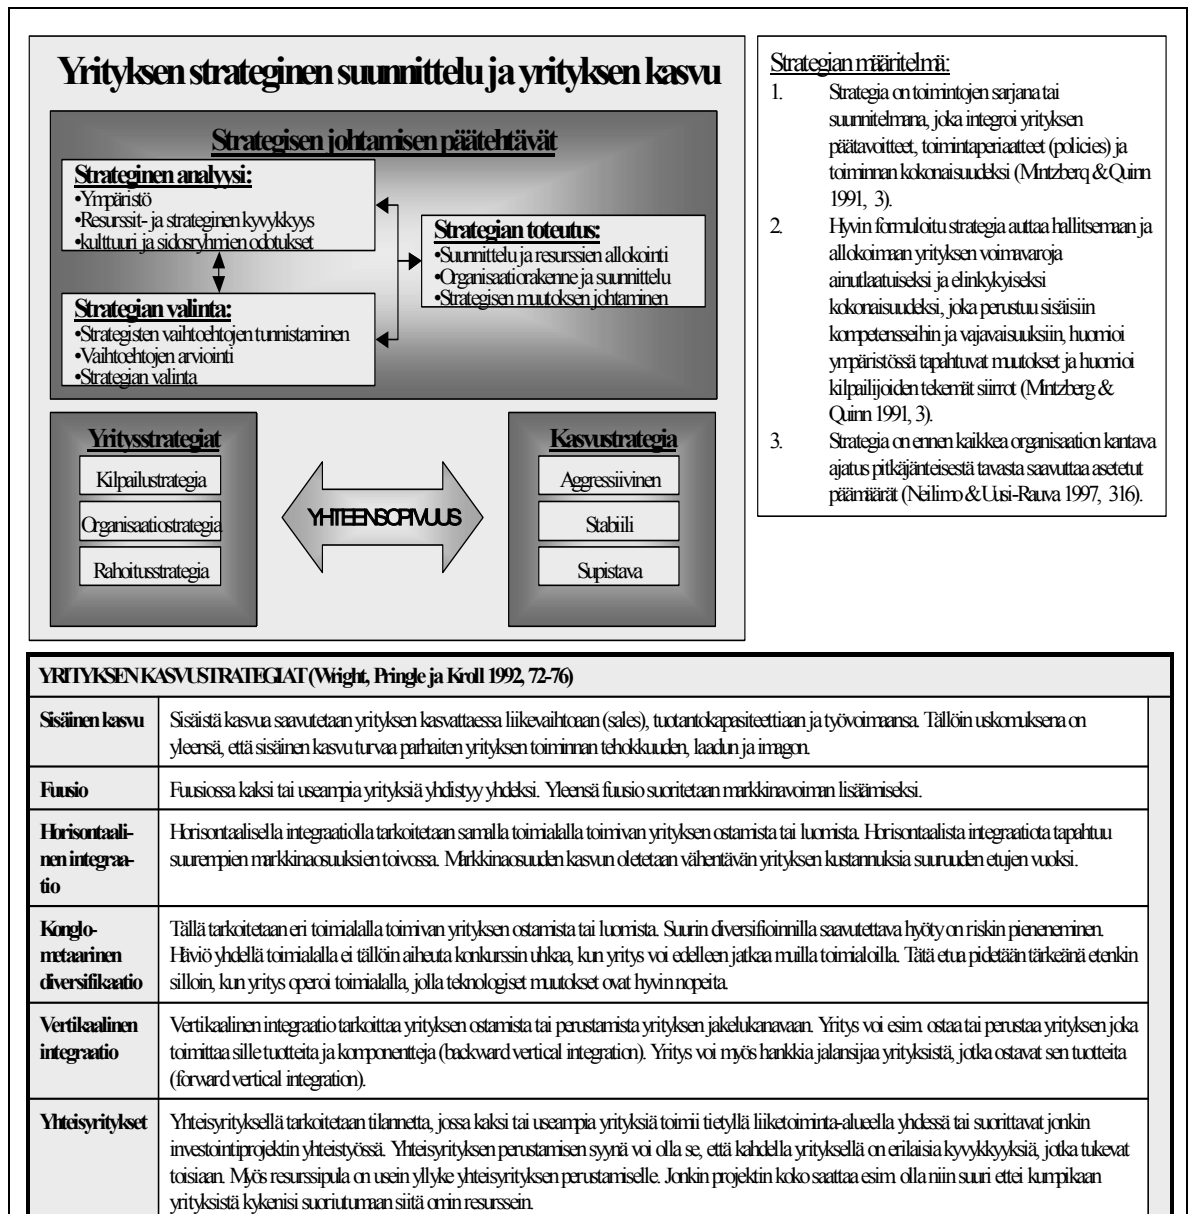 Yrityksen strateginen suunnittelu ja yrityksen kasvu
Strategisen johtamisen päätehtävät
Strateginen analyysi:
•Ympäristö
•Resurssit- ja strateginen kyvykkyys
•kulttuuri ja sidosryhmien odotukset
Strategian toteutus:
•Suunnittelu ja resurssien allokointi
•Organisaatiorakenne ja suunnittelu
•Strategisen muutoksen johtaminen
Strategian valinta:
•Strategisten vaihtoehtojen tunnistaminen
•Vaihtoehtojen arviointi
•Strategian valinta
Yritysstrategiat
Kilpailustrategia
Organisaatiostrategia
Rahoitusstrategia
YHTEENSOPIVUUS
Kasvustrategia
Aggressiivinen
Stabiili
Supistava
Strategian määritelmä:
1. Strategia on toimintojen sarjana tai
suunnitelmana, joka integroi yrityksen
päätavoitteet, toimintaperiaatteet (policies) ja
toiminnan kokonaisuudeksi (Mintzberq & Quinn
1991, 3).
2. Hyvin formuloitu strategia auttaa hallitsemaan ja
allokoimaan yrityksen voimavaroja
ainutlaatuiseksi ja elinkykyiseksi
kokonaisuudeksi, joka perustuu sisäisiin
kompetensseihin ja vajavaisuuksiin, huomioi
ympäristössä tapahtuvat muutokset ja huomioi
kilpailijoiden tekemät siirrot (Mintzberg &
Quinn 1991, 3).
3. Strategia on ennen kaikkea organisaation kantava
ajatus pitkäjänteisestä tavasta saavuttaa asetetut
päämäärät (Neilimo & Uusi-Rauva 1997, 316).
YRITYKSEN KASVUSTRATEGIAT (Wright, Pringle ja Kroll 1992, 72-76)
Sisäinen kasvu
Sisäistä kasvua saavutetaan yrityksen kasvattaessa liikevaihtoaan (sales), tuotantokapasiteettiaan ja työvoimaansa. Tällöin uskomuksena on
yleensä, että sisäinen kasvu turvaa parhaiten yrityksen toiminnan tehokkuuden, laadun ja imagon.
Fuusio
Fuusiossa kaksi tai useampia yrityksiä yhdistyy yhdeksi. Yleensä fuusio suoritetaan markkinavoiman lisäämiseksi.
Horisontaali-
nen integraa-
tio
Horisontaalisella integraatiolla tarkoitetaan samalla toimialalla toimivan yrityksen ostamista tai luomista. Horisontaalista integraatiota tapahtuu
suurempien markkinaosuuksien toivossa. Markkinaosuuden kasvun oletetaan vähentävän yrityksen kustannuksia suuruuden etujen vuoksi.
Konglo-
metaarinen
diversifikaatio
Tällä tarkoitetaan eri toimialalla toimivan yrityksen ostamista tai luomista. Suurin diversifioinnilla saavutettava hyöty on riskin pieneneminen.
Häviö yhdellä toimialalla ei tällöin aiheuta konkurssin uhkaa, kun yritys voi edelleen jatkaa muilla toimialoilla. Tätä etua pidetään tärkeänä etenkin
silloin, kun yritys operoi toimialalla, jolla teknologiset muutokset ovat hyvin nopeita.
Vertikaalinen
integraatio
Vertikaalinen integraatio tarkoittaa yrityksen ostamista tai perustamista yrityksen jakelukanavaan. Yritys voi esim. ostaa tai perustaa yrityksen joka
toimittaa sille tuotteita ja komponentteja (backward vertical integration). Yritys voi myös hankkia jalansijaa yrityksistä, jotka ostavat sen tuotteita
(forward vertical integration).
Yhteisyritykset
Yhteisyrityksellä tarkoitetaan tilannetta, jossa kaksi tai useampia yrityksiä toimii tietyllä liiketoiminta-alueella yhdessä tai suorittavat jonkin
investointiprojektin yhteistyössä. Yhteisyrityksen perustamisen syynä voi olla se, että kahdella yrityksellä on erilaisia kyvykkyyksiä, jotka tukevat
toisiaan. Myös resurssipula on usein yllyke yhteisyrityksen perustamiselle. Jonkin projektin koko saattaa esim. olla niin suuri ettei kumpikaan
yrityksistä kykenisi suoriutumaan siitä omin resurssein.